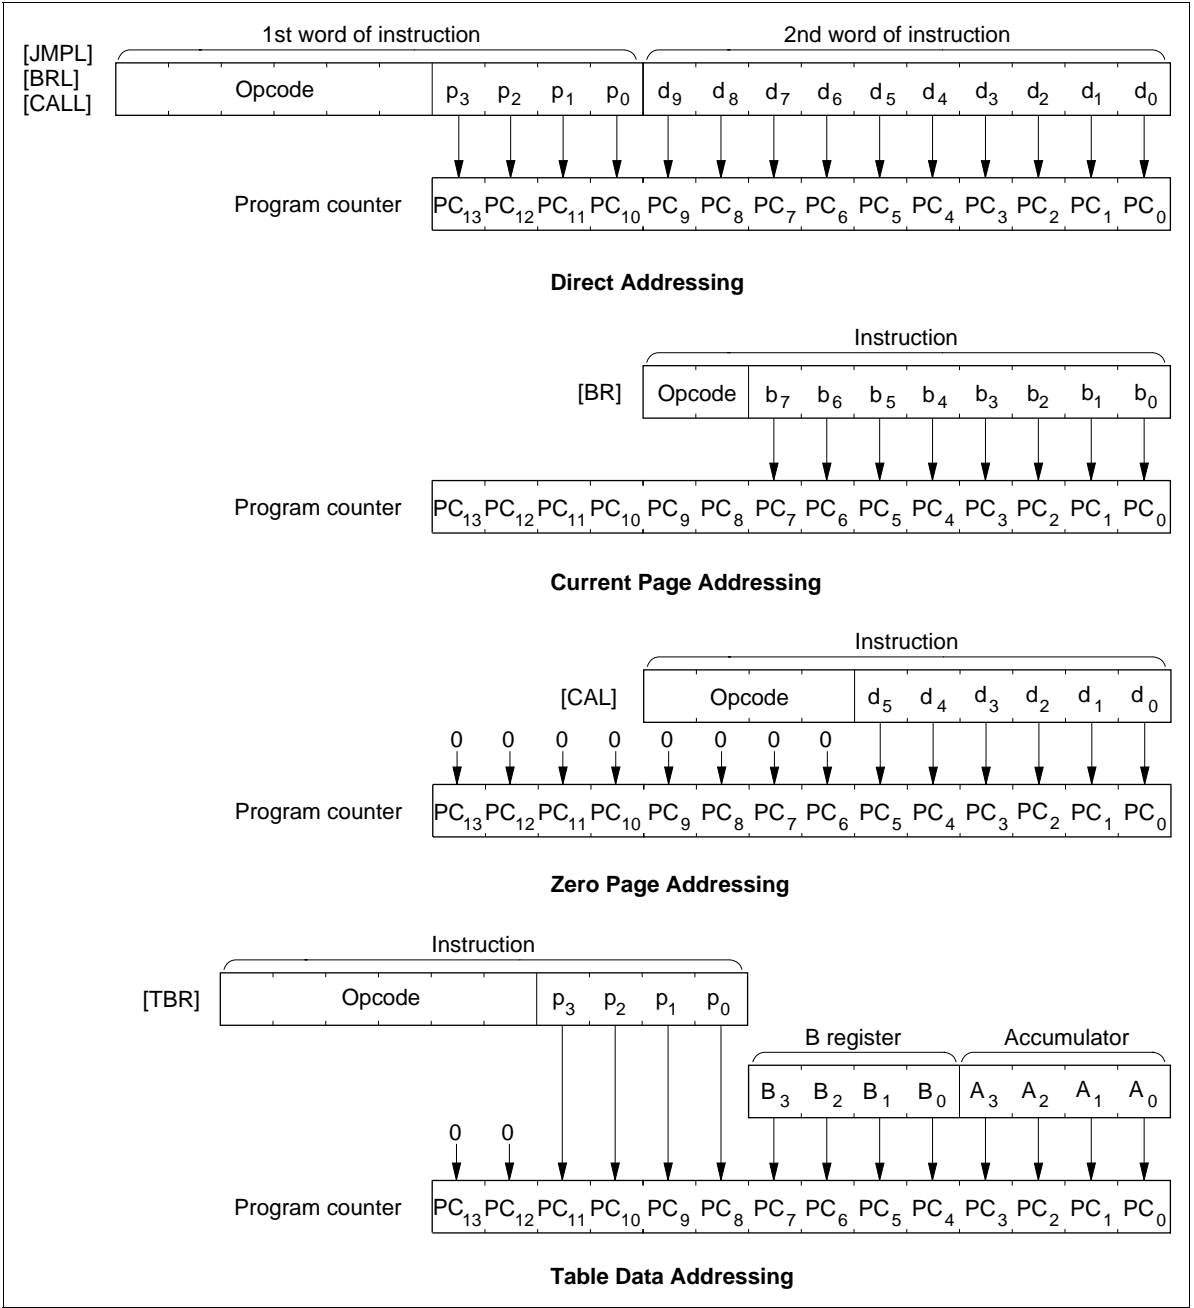 1st word of instruction 2nd word of instruction
[JMPL]
[BRL]
[CALL]
Opcode p3 p2 p1 p0 d9 d8 d7 d6 d5 d4 d3 d2 d1 d0
Program counter PC13 PC12 PC11 PC10 PC9 PC8 PC7 PC6 PC5 PC4 PC3 PC2 PC1 PC0
Direct Addressing
Instruction
[BR] Opcode b7 b6 b5 b4 b3 b2 b1 b0
Program counter PC13 PC12 PC11 PC10 PC9 PC8 PC7 PC6 PC5 PC4 PC3 PC2 PC1 PC0
Current Page Addressing
Instruction
[CAL] Opcode d5 d4 d3 d2 d1 d0
0 0 0 0 0 0 0 0
Program counter PC13 PC12 PC11 PC10 PC9 PC8 PC7 PC6 PC5 PC4 PC3 PC2 PC1 PC0
Zero Page Addressing
Instruction
[TBR] Opcode p3 p2 p1 p0
B register Accumulator
B3 B2 B1 B0 A3 A2 A1 A0
0 0
Program counter PC13 PC12 PC11 PC10 PC9 PC8 PC7 PC6 PC5 PC4 PC3 PC2 PC1 PC0
Table Data Addressing